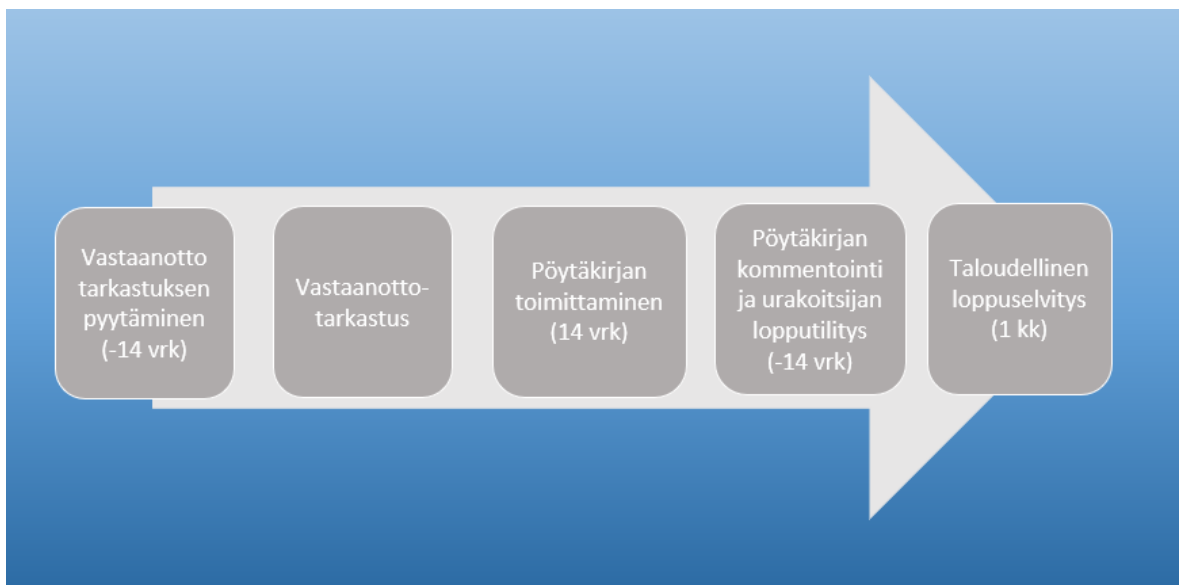 Vastaanotto
tarkastuksen
pyytäminen
(-14 vrk)
Vastaanotto-
tarkastus
Pöytäkirjan
toimittaminen
(14 vrk)
Pöytäkirjan
kommentointi
ja urakoitsijan
lopputilitys
(-14 vrk)
Taloudellinen
loppuselvitys
(1 kk)